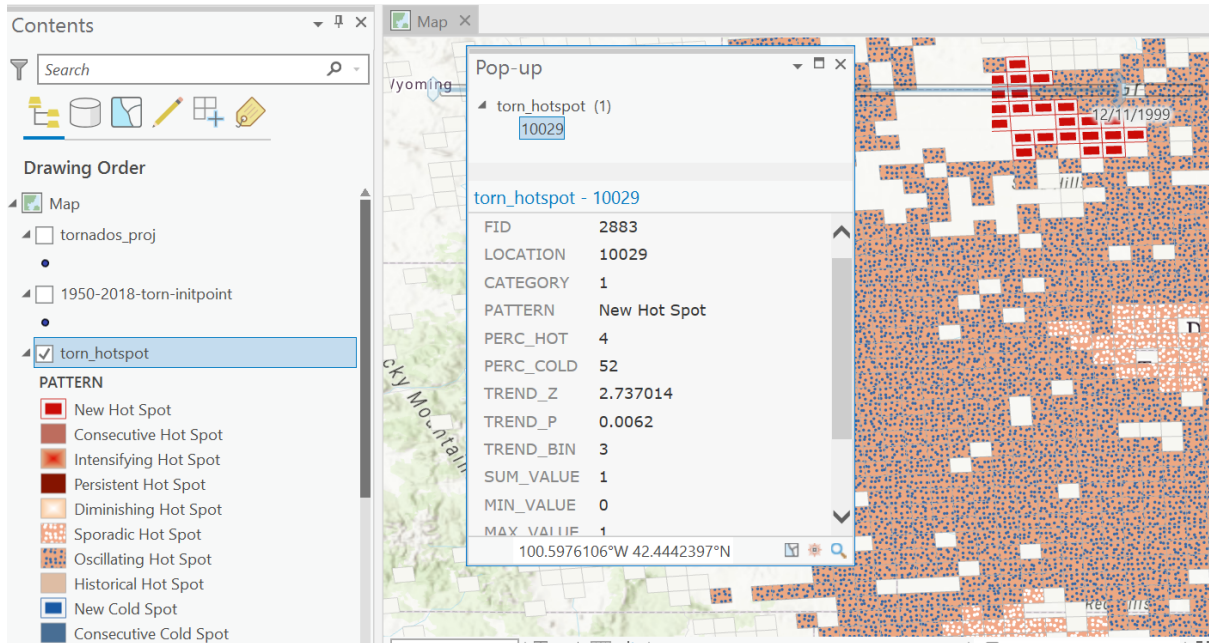 Contents
Search
Drawing Order
Map
tornados_proj
1950-2018-torn-initpoint
torn_hotspot
PATTERN
New Hot Spot
Consecutive Hot Spot
Intensifying Hot Spot
Persistent Hot Spot
Diminishing Hot Spot
Sporadic Hot Spot
Oscillating Hot Spot
Historical Hot Spot
New Cold Spot
Consecutive Cold Spot
Map
Pop-up
torn_hotspot (1)
10029
torn_hotspot - 10029
FID 2883
LOCATION 10029
CATEGORY 1
PATTERN New Hot Spot
PERC_HOT 4
PERC_COLD 52
TREND_Z 2.737014
TREND_P 0.0062
TREND_BIN 3
SUM_VALUE 1
MIN_VALUE 0
MAX_VALUE 1
100.5976106°W 42.4442397°N
12/11/1999